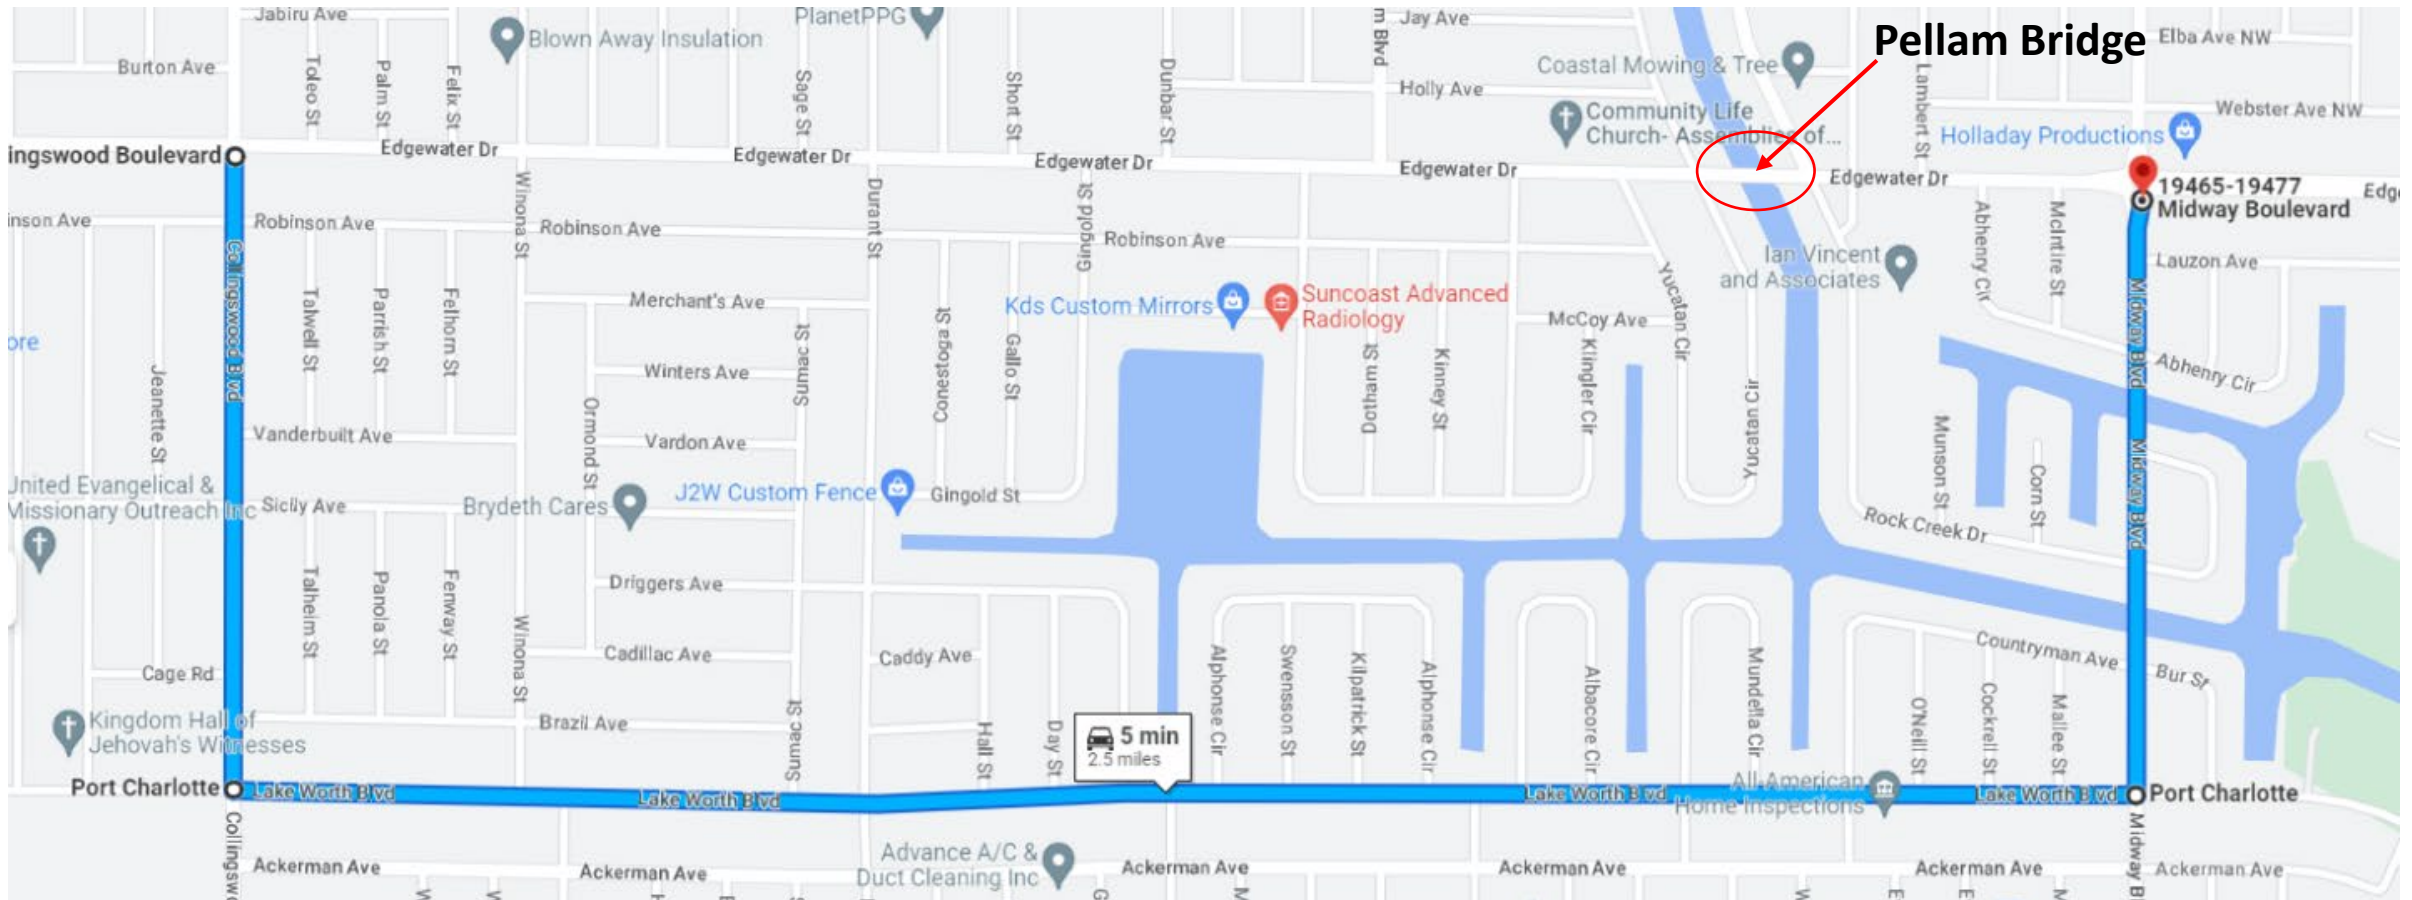 Jabiru Ave
PlanetPPG
m Blvd
Jay Ave
Pellam Bridge
Elba Ave NW
Blown Away Insulation
Burton Ave
Toleo St
Palm St
Felix St
Sage St
Short St
Dunbar St
Holly Ave
Coastal Mowing & Tree
Lambert St
Webster Ave NW
Community Life
Church- Assemblies of...
Holladay Productions
ingswood Boulevard
Edgewater Dr
Edgewater Dr
Edgewater Dr
Edgewater Dr
Edgewater Dr
19465-19477
Midway Boulevard
Edg
inson Ave
Robinson Ave
Winona St
Robinson Ave
Durant St
Gingold St
Robinson Ave
Abhenry Cir
McIntire St
Ian Vincent
and Associates
Lauzon Ave
Collingswood Blvd
Talwell St
Parrish St
Felhorn St
Merchant's Ave
Kds Custom Mirrors
Suncoast Advanced
Radiology
McCoy Ave
Yucatan Cir
Midway Blvd
ore
Jeanette St
Winters Ave
Sumac St
Conestoga St
Gallo St
Dotham St
Kinney St
Klingler Cir
Yucatan Cir
Abhenry Cir
Vanderbuilt Ave
Ormond St
Vardon Ave
Munson St
Corn St
Midway Blvd
United Evangelical &
Missionary Outreach Inc
Sicily Ave
Brydeth Cares
J2W Custom Fence
Gingold St
Rock Creek Dr
Talheim St
Panola St
Fenway St
Winona St
Driggers Ave
Cage Rd
Cadillac Ave
Caddy Ave
Alphonse Cir
Swensson St
Kilpatrick St
Alphonse Cir
Albacore Cir
Mundella Cir
Countryman Ave
Bur St
O'Neill St
Cockrell St
Mallee St
Kingdom Hall of
Jehovah's Witnesses
Brazil Ave
Sumac St
Hall St
Day St
5 min
2.5 miles
Port Charlotte
Lake Worth Blvd
Lake Worth Blvd
Lake Worth Blvd
All-American
Home Inspections
Lake Worth Blvd
Port Charlotte
Collingswo
Ackerman Ave
Ackerman Ave
Advance A/C &
Duct Cleaning Inc
Ackerman Ave
Ackerman Ave
Ackerman Ave
Midway B
Ackerman Ave